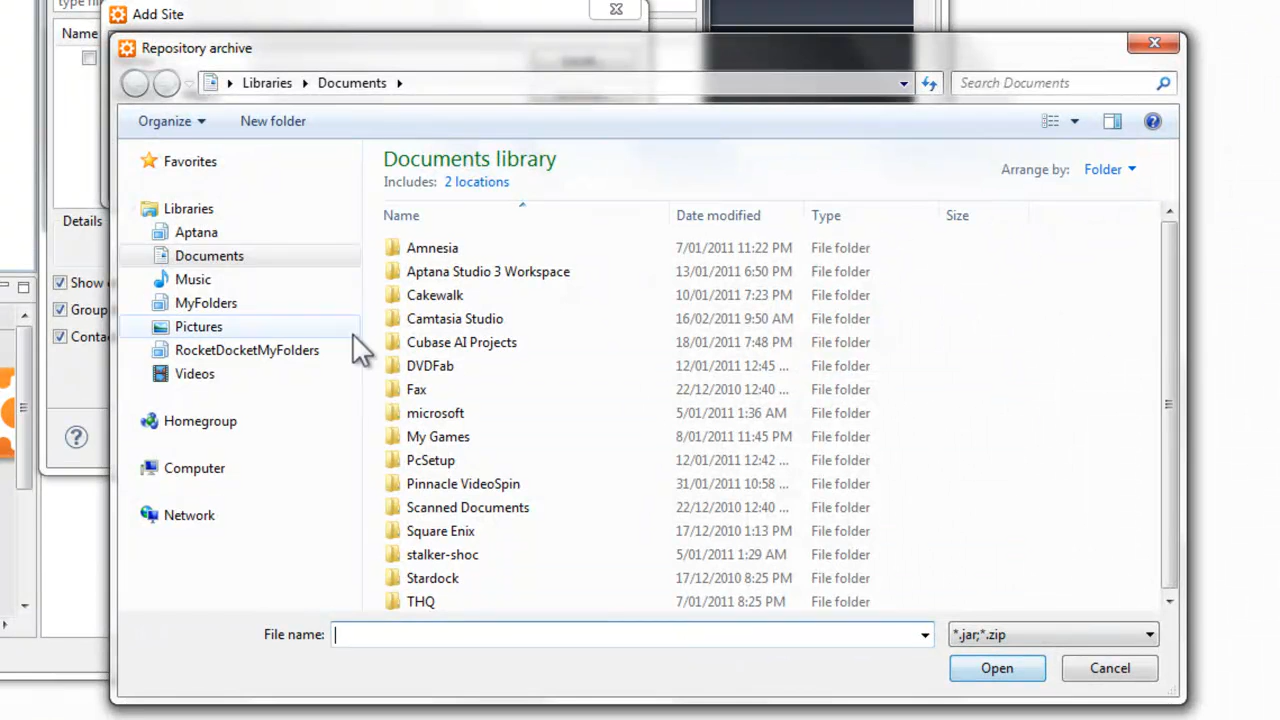 type fil
Add Site
Name
Repository archive
Libraries
Documents
Search Documents
Organize
New folder
Favorites
Documents library
Includes: 2 locations
Arrange by: Folder
Name Date modified Type Size
Libraries
Aptana
Documents
Music
MyFolders
Pictures
RocketDocketMyFolders
Videos
Homegroup
Computer
Network
Details
Show
Group
Conta
Amnesia 7/01/2011 11:22 PM File folder
Aptana Studio 3 Workspace 13/01/2011 6:50 PM File folder
Cakewalk 10/01/2011 7:23 PM File folder
Camtasia Studio 16/02/2011 9:50 AM File folder
Cubase AI Projects 18/01/2011 7:48 PM File folder
DVDFab 12/01/2011 12:45 ... File folder
Fax 22/12/2010 12:40 ... File folder
microsoft 5/01/2011 1:36 AM File folder
My Games 8/01/2011 11:45 PM File folder
PcSetup 12/01/2011 12:42 ... File folder
Pinnacle VideoSpin 31/01/2011 10:58 ... File folder
Scanned Documents 22/12/2010 12:40 ... File folder
Square Enix 17/12/2010 1:13 PM File folder
stalker-shoc 5/01/2011 1:29 AM File folder
Stardock 17/12/2010 8:25 PM File folder
THQ 7/01/2011 8:25 PM File folder
File name:
*.jar;*.zip
Open
Cancel